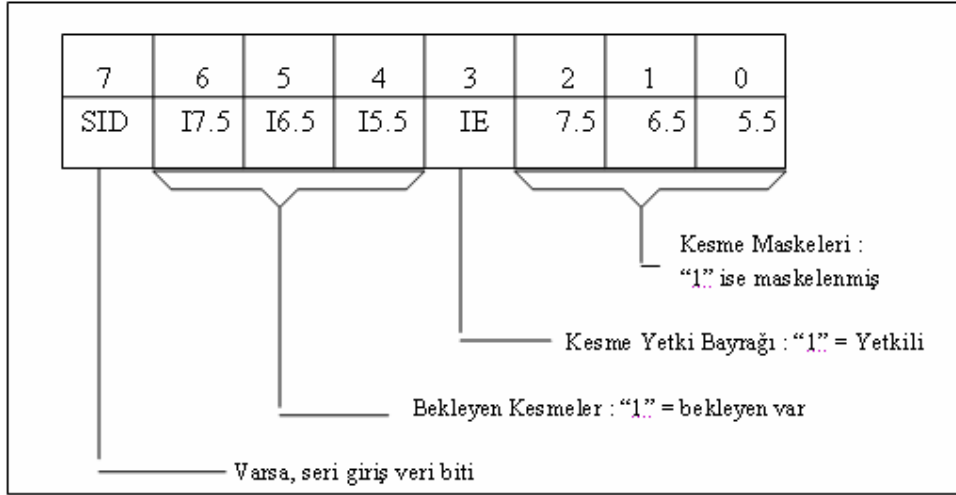 7 6 5 4 3 2 1 0
SID I7.5 I6.5 I5.5 IE 7.5 6.5 5.5
Kesme Maskeleri :
“1” ise maskelenmiş
Kesme Yetki Bayrağı : “1” = Yetkili
Bekleyen Kesmeler : “1” = bekleyen var
Varsa, seri giriş veri biti